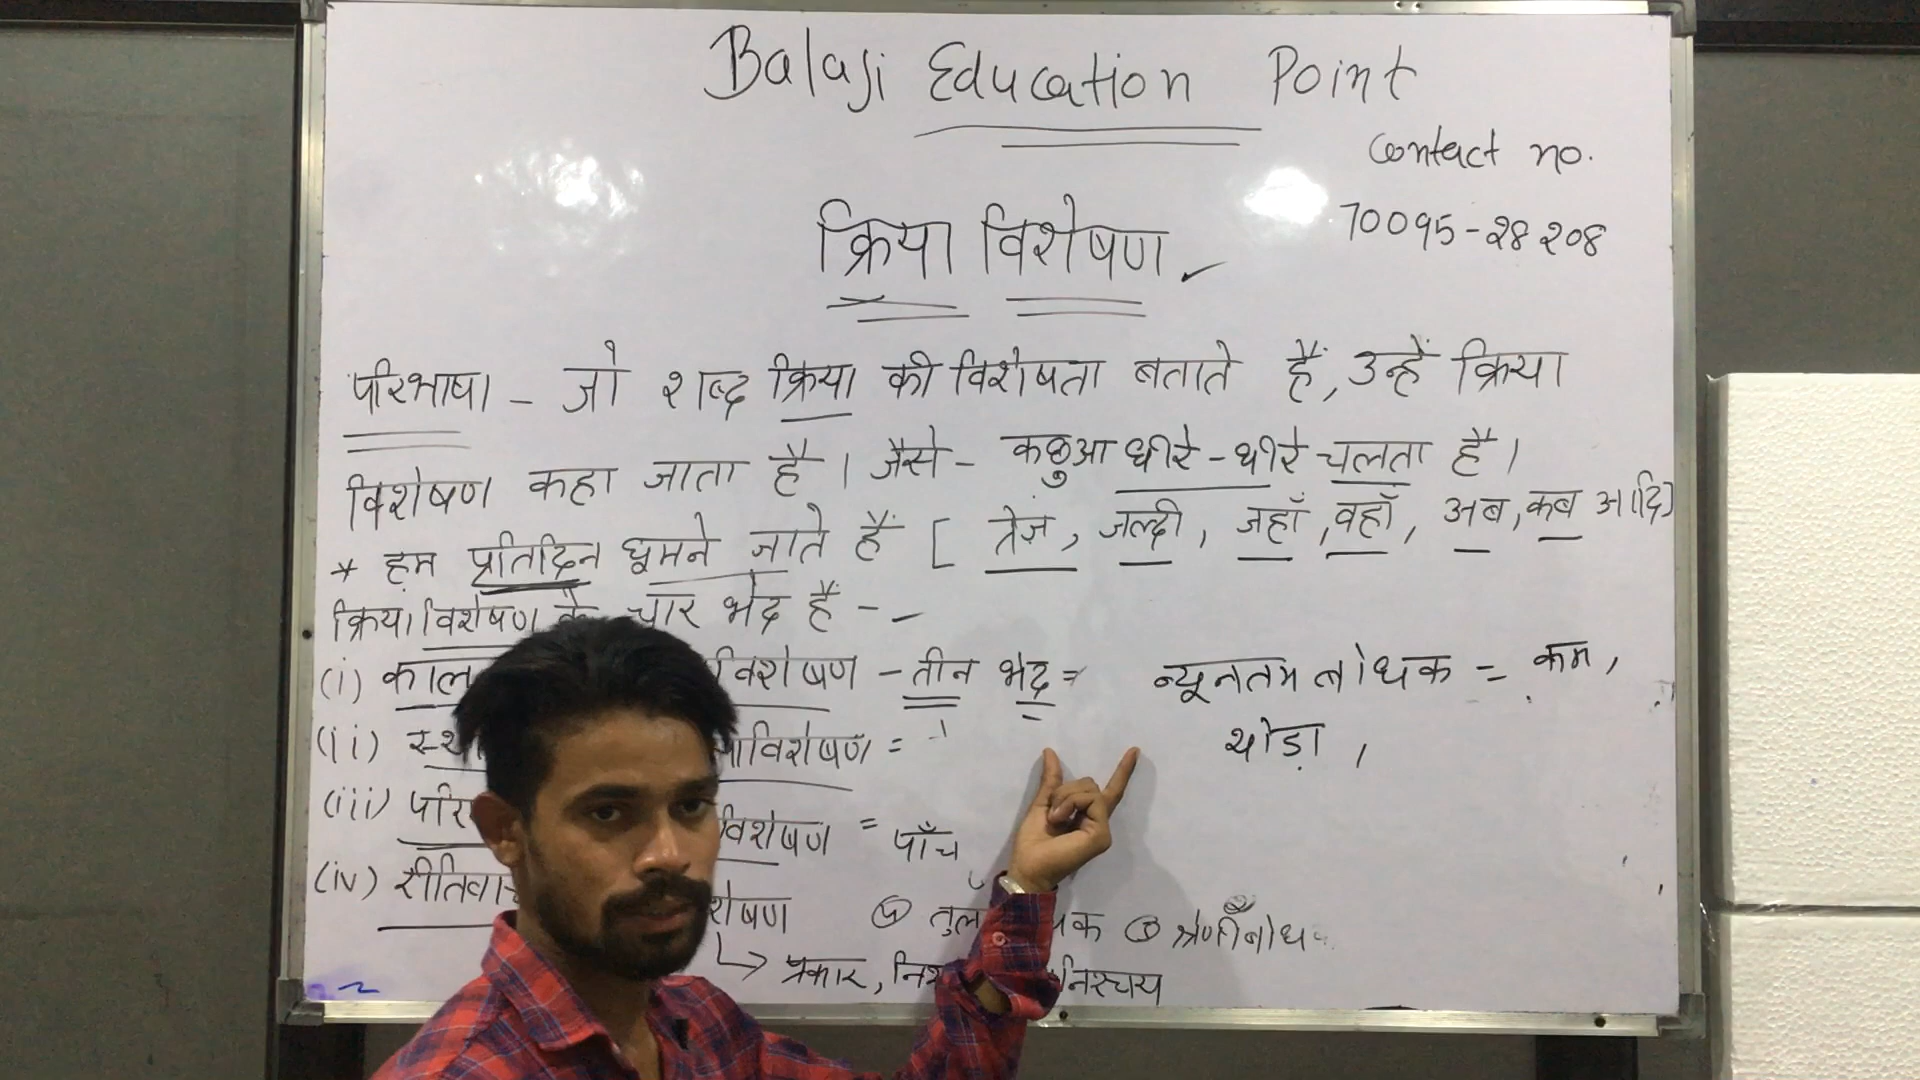 Balaji Education Point
Contact no.
70095-28208
क्रिया विशेषण
परिभाषा - जो शब्द क्रिया की विशेषता बताते हैं, उन्हें क्रिया
विशेषण कहा जाता है। जैसे - कछुआ धीरे-धीरे चलता है।
* हम प्रतिदिन घूमने जाते हैं [ तेज़, जल्दी, जहाँ, वहाँ, अब, कब आदि]
क्रिया विशेषण के चार भेद हैं - -
(i) काल विशेषण - तीन भेद = न्यूनतम बोधक = कम,
थोड़ा,
(ii) स्था याविशेषण =
(iii) परि विशेषण = पाँच
(iv) रीतिवा शेषण
तुल क श्रेणी बोध
→ प्रकार, निश निश्चय